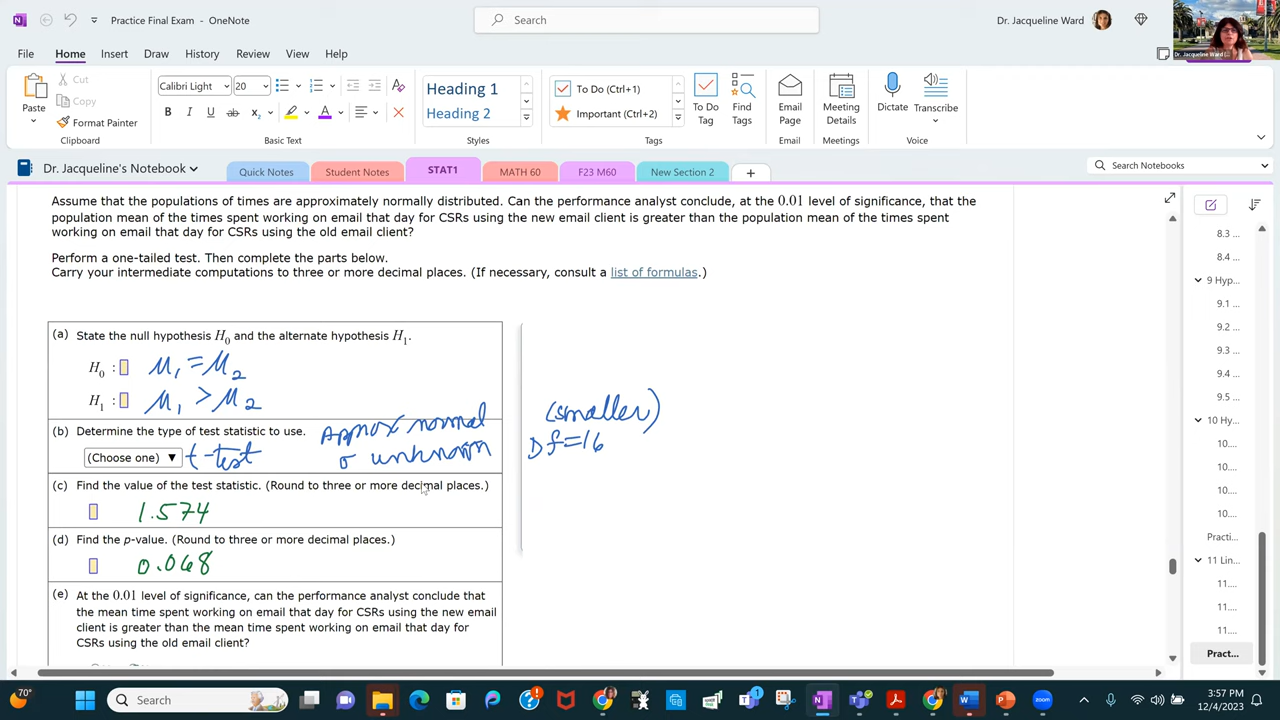 Practice Final Exam - OneNote
Search
Dr. Jacqueline Ward
Dr. Jacqueline Ward
File Home Insert Draw History Review View Help
Paste
Cut
Copy
Format Painter
Clipboard
Calibri Light 20
B I U ab x₂ A
Basic Text
Heading 1
Heading 2
Styles
To Do (Ctrl+1)
Important (Ctrl+2)
To Do Tag
Find Tags
Tags
Email Page
Email
Meeting Details
Meetings
Dictate
Transcribe
Voice
Dr. Jacqueline's Notebook
Quick Notes
Student Notes
STAT1
MATH 60
F23 M60
New Section 2
+
Search Notebooks
Assume that the populations of times are approximately normally distributed. Can the performance analyst conclude, at the 0.01 level of significance, that the
population mean of the times spent working on email that day for CSRs using the new email client is greater than the population mean of the times spent
working on email that day for CSRs using the old email client?
Perform a one-tailed test. Then complete the parts below.
Carry your intermediate computations to three or more decimal places. (If necessary, consult a list of formulas.)
(a) State the null hypothesis H₀ and the alternate hypothesis H₁.
H₀ : μ₁ = μ₂
H₁ : μ₁ > μ₂
(b) Determine the type of test statistic to use.
(Choose one) ▼ t-test
Approx normal
σ unknown
(smaller)
Df=16
(c) Find the value of the test statistic. (Round to three or more decimal places.)
1.574
(d) Find the p-value. (Round to three or more decimal places.)
0.068
(e) At the 0.01 level of significance, can the performance analyst conclude that
the mean time spent working on email that day for CSRs using the new email
client is greater than the mean time spent working on email that day for
CSRs using the old email client?
8.3 ...
8.4 ...
9 Hyp...
9.1 ...
9.2 ...
9.3 ...
9.4 ...
9.5 ...
10 Hy...
10....
10....
10....
10....
Practi...
11 Lin...
11....
11....
11....
Pract...
70°
Search
3:57 PM
12/4/2023